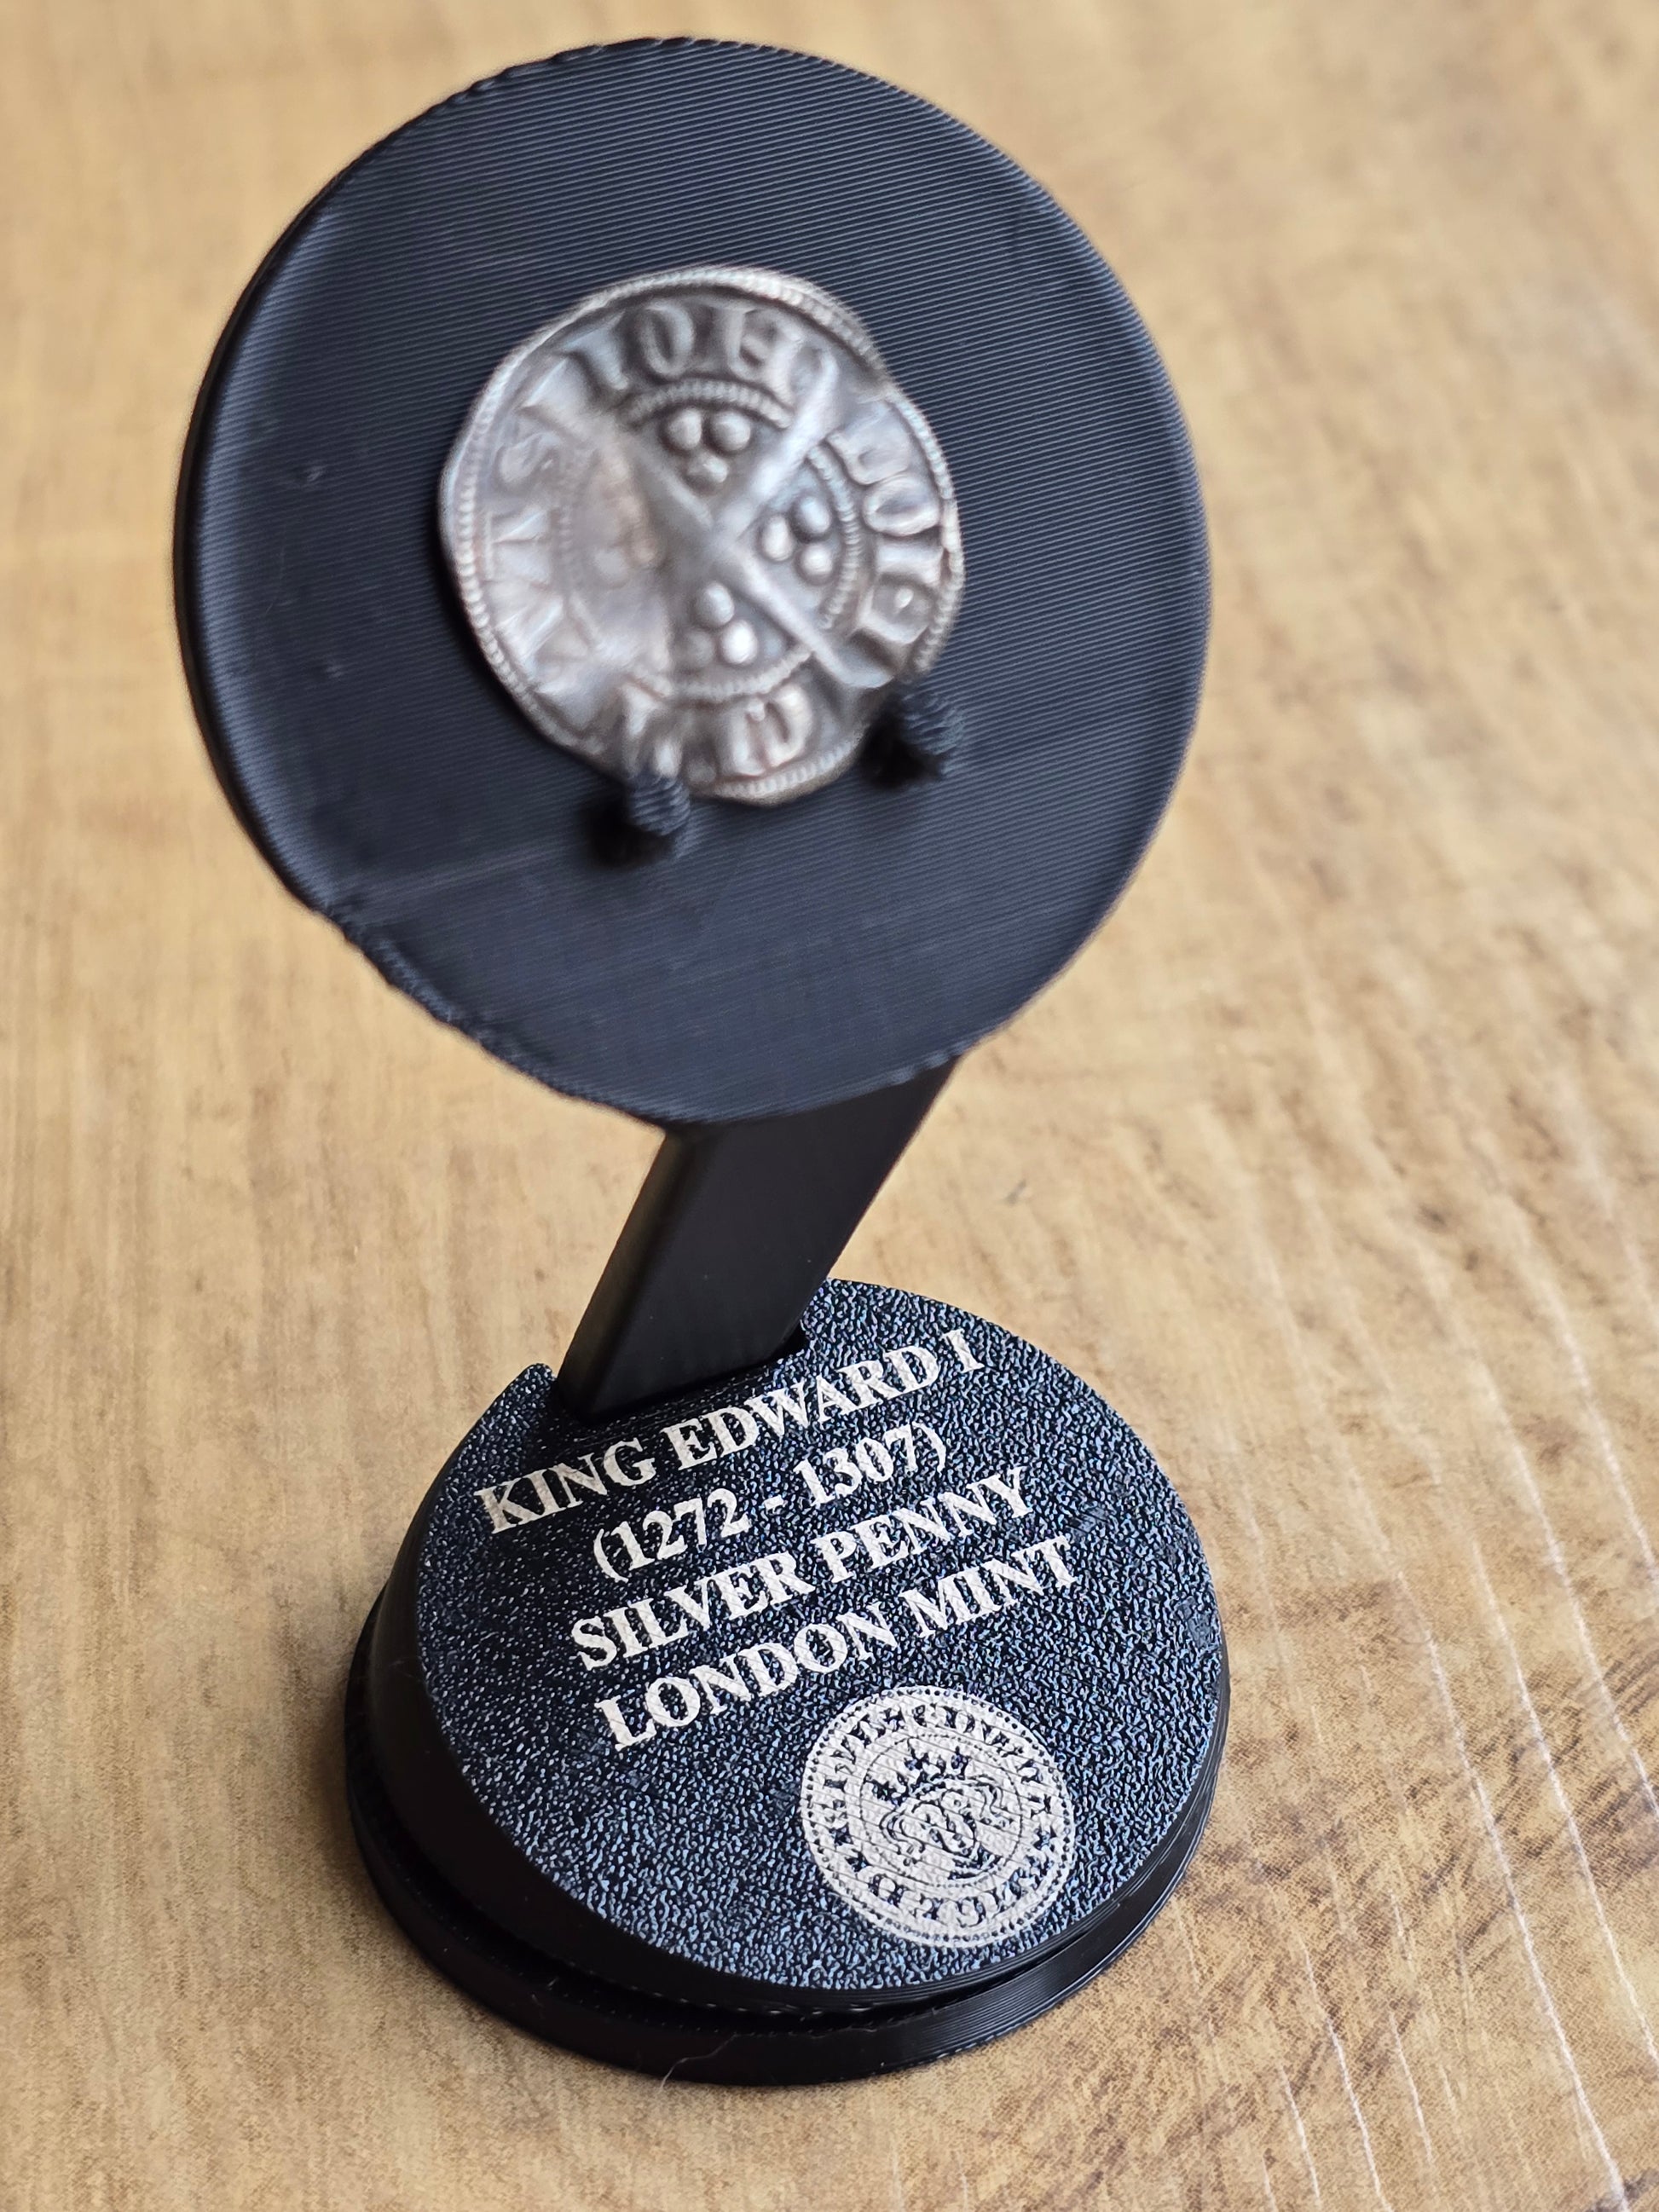 KING EDWARD I
(1272 - 1307)
SILVER PENNY
LONDON MINT